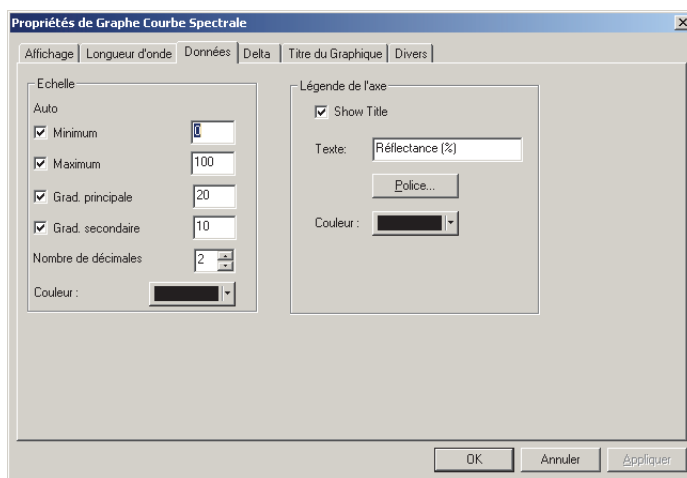 Propriétés de Graphe Courbe Spectrale
Affichage Longueur d'onde Données Delta Titre du Graphique Divers
Echelle
Auto
Minimum 0
Maximum 100
Grad. principale 20
Grad. secondaire 10
Nombre de décimales 2
Couleur :
Légende de l'axe
Show Title
Texte: Réflectance (%)
Police...
Couleur :
OK Annuler Appliquer